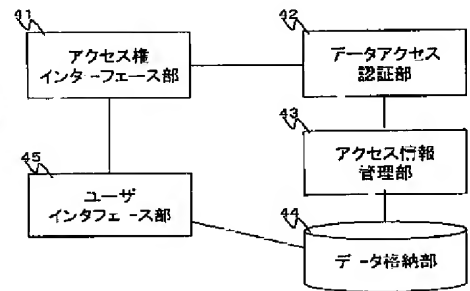 41
アクセス権
インターフェース部
42
データアクセス
認証部
43
アクセス情報
管理部
45
ユーザ
インタフェース部
44
データ格納部